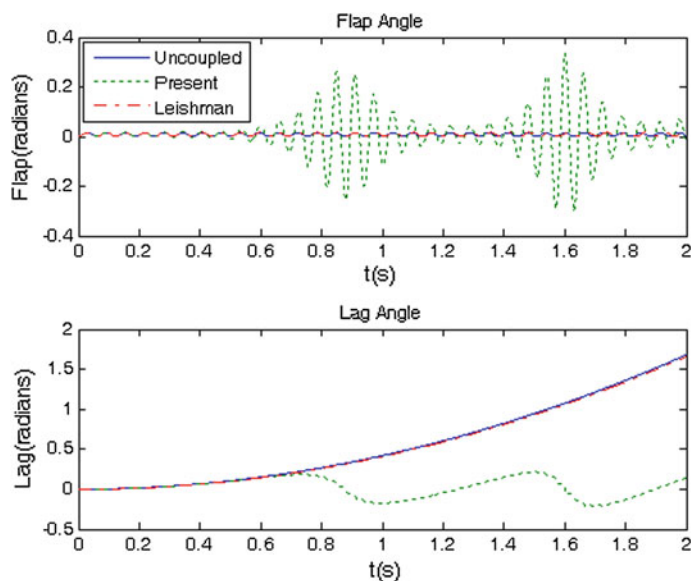 Flap Angle
0.4
0.2
0
-0.2
-0.4
Flap(radians)
Uncoupled
Present
Leishman
0 0.2 0.4 0.6 0.8 1 1.2 1.4 1.6 1.8 2
t(s)
Lag Angle
2
1.5
1
0.5
0
-0.5
Lag(radians)
0 0.2 0.4 0.6 0.8 1 1.2 1.4 1.6 1.8 2
t(s)